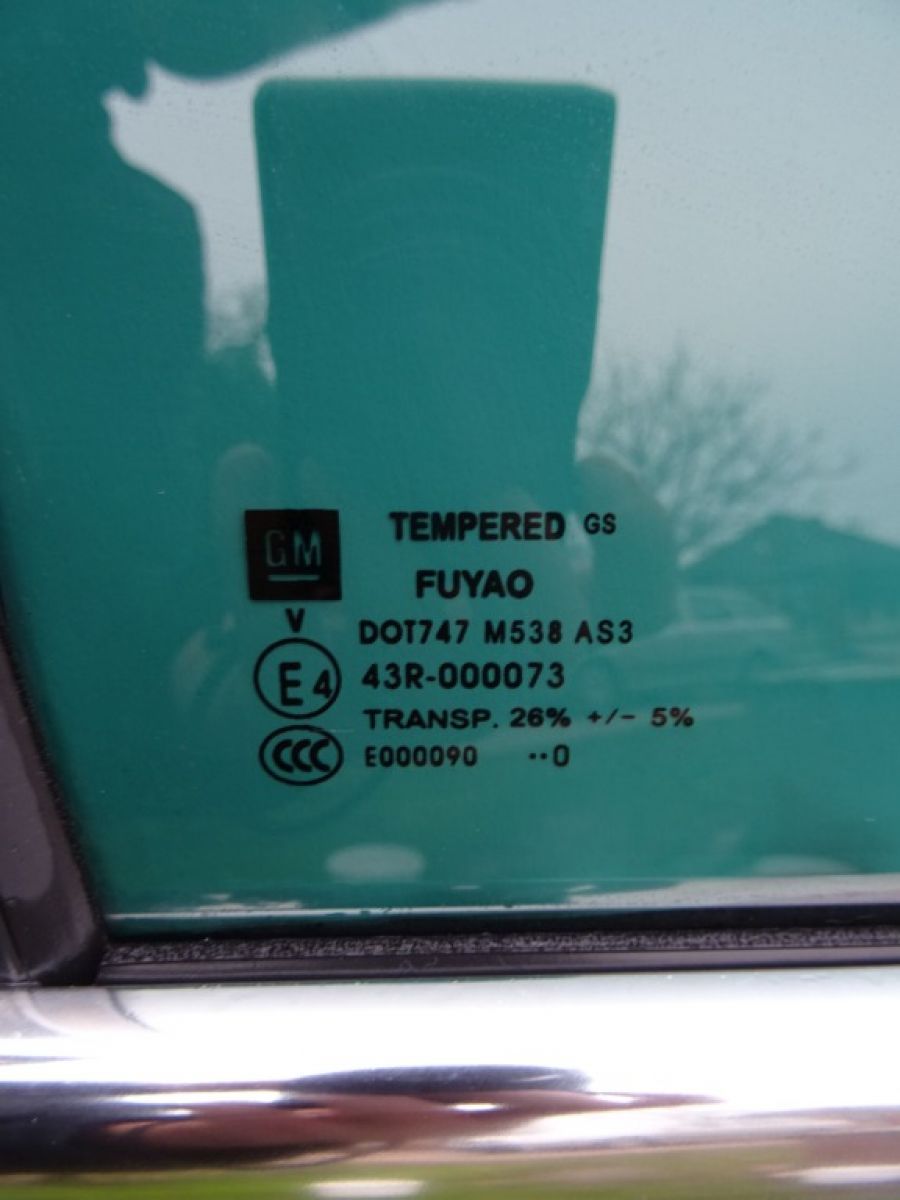 GM TEMPERED GS
FUYAO
V
DOT747 M538 AS3
E4 43R-000073
TRANSP. 26% +/- 5%
CCC E000090 ··0